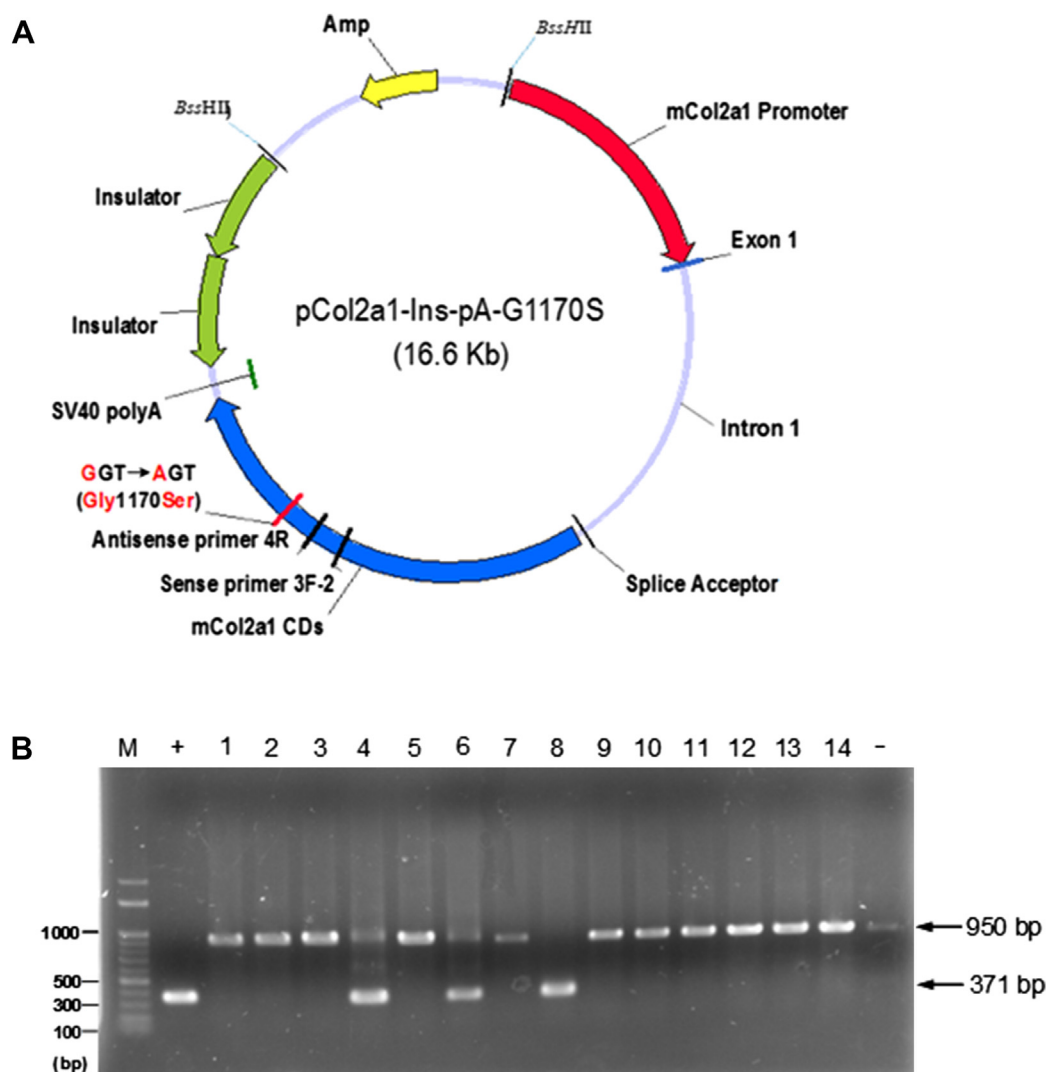 A
Amp
BssHII
BssHII
mCol2a1 Promoter
Insulator
Exon 1
Insulator
pCol2a1-Ins-pA-G1170S
(16.6 Kb)
SV40 polyA
Intron 1
GGT→AGT
(Gly1170Ser)
Antisense primer 4R
Sense primer 3F-2
mCol2a1 CDs
Splice Acceptor
B
M + 1 2 3 4 5 6 7 8 9 10 11 12 13 14 -
1000
950 bp
500
371 bp
300
100
(bp)